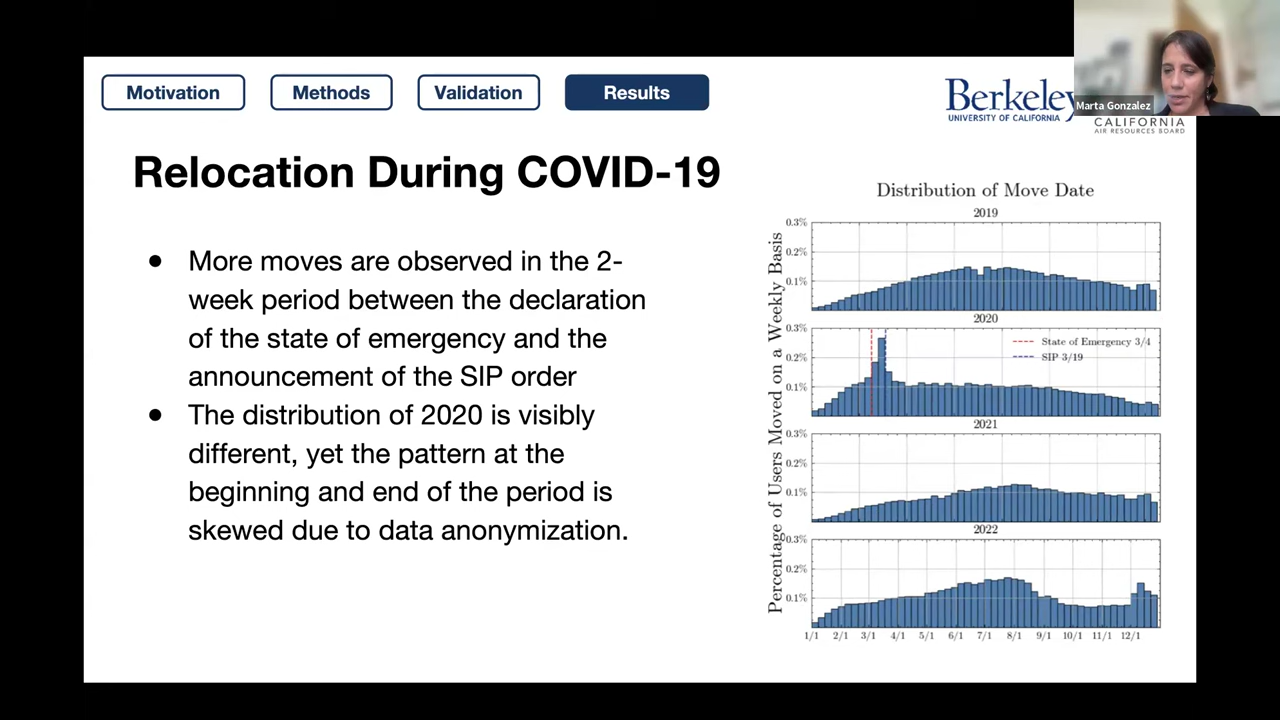 Motivation
Methods
Validation
Results
Berkeley
UNIVERSITY OF CALIFORNIA
CALIFORNIA
AIR RESOURCES BOARD
Marta Gonzalez
Relocation During COVID-19
• More moves are observed in the 2-
week period between the declaration
of the state of emergency and the
announcement of the SIP order
• The distribution of 2020 is visibly
different, yet the pattern at the
beginning and end of the period is
skewed due to data anonymization.
Distribution of Move Date
Percentage of Users Moved on a Weekly Basis
2019
0.3%
0.2%
0.1%
2020
0.3%
0.2%
0.1%
State of Emergency 3/4
SIP 3/19
2021
0.3%
0.2%
0.1%
2022
0.3%
0.2%
0.1%
1/1 2/1 3/1 4/1 5/1 6/1 7/1 8/1 9/1 10/1 11/1 12/1